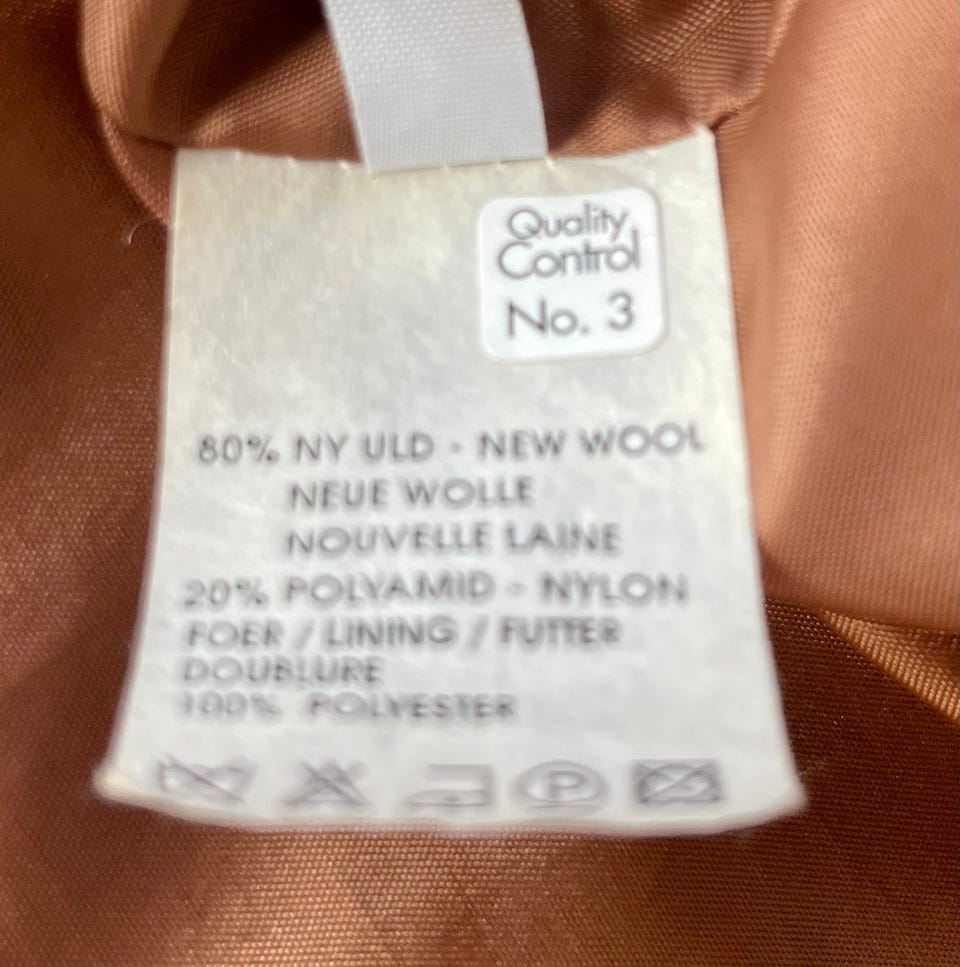 Quality
Control
No. 3
80% NY ULD - NEW WOOL
NEUE WOLLE
NOUVELLE LAINE
20% POLYAMID - NYLON
FOER / LINING / FUTTER
DOUBLURE
100% POLYESTER
P